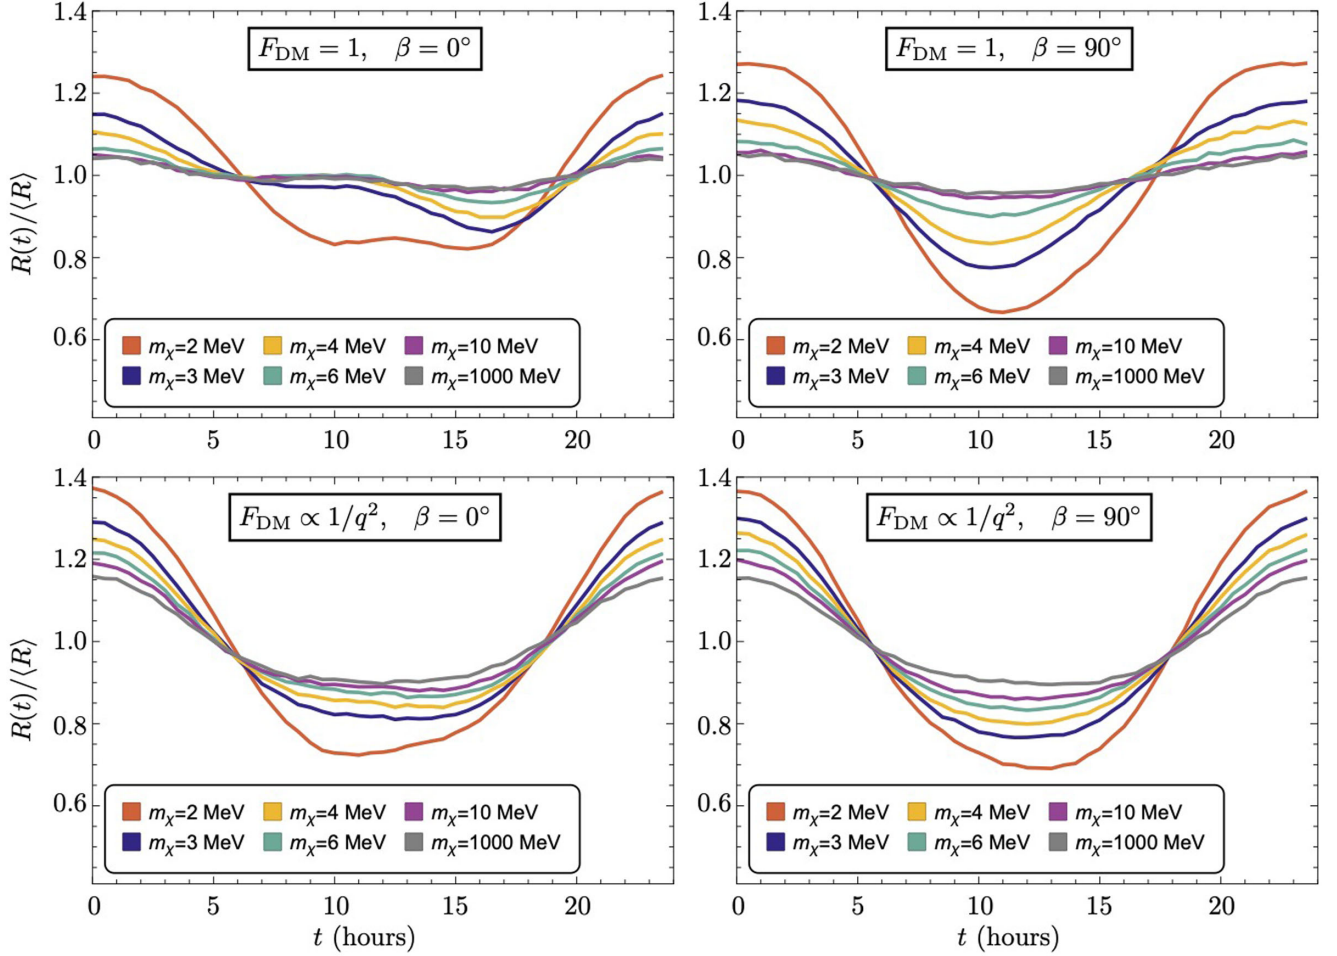 F_DM = 1, β = 0°
F_DM = 1, β = 90°
1.4
1.2
1.0
0.8
0.6
R(t)/⟨R⟩
m_χ=2 MeV m_χ=4 MeV m_χ=10 MeV
m_χ=3 MeV m_χ=6 MeV m_χ=1000 MeV
0 5 10 15 20
1.4
1.2
1.0
0.8
0.6
m_χ=2 MeV m_χ=4 MeV m_χ=10 MeV
m_χ=3 MeV m_χ=6 MeV m_χ=1000 MeV
0 5 10 15 20
F_DM ∝ 1/q², β = 0°
F_DM ∝ 1/q², β = 90°
1.4
1.2
1.0
0.8
0.6
R(t)/⟨R⟩
m_χ=2 MeV m_χ=4 MeV m_χ=10 MeV
m_χ=3 MeV m_χ=6 MeV m_χ=1000 MeV
0 5 10 15 20
t (hours)
1.4
1.2
1.0
0.8
0.6
m_χ=2 MeV m_χ=4 MeV m_χ=10 MeV
m_χ=3 MeV m_χ=6 MeV m_χ=1000 MeV
0 5 10 15 20
t (hours)